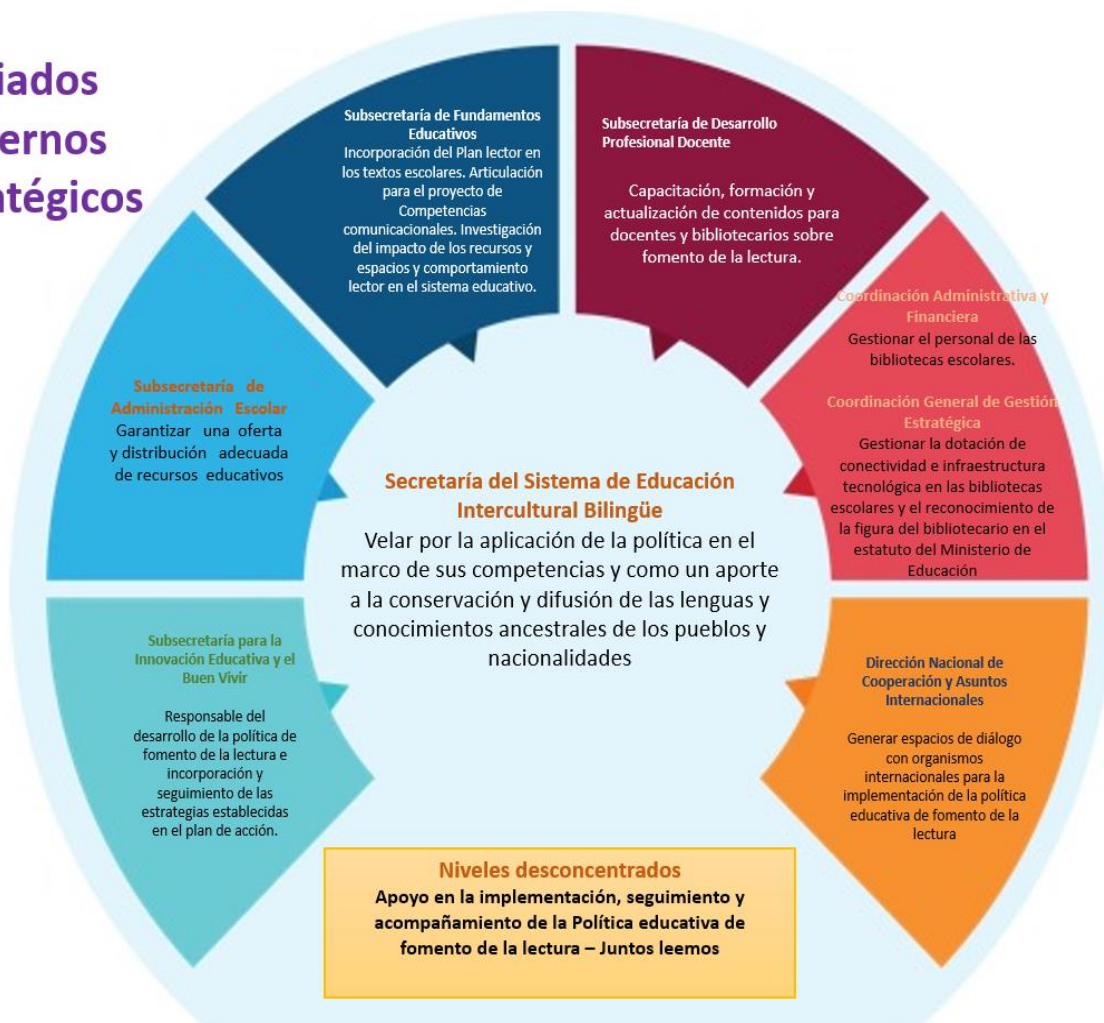 iados
ernos
atégicos
Subsecretaría de Fundamentos
Educativos
Incorporación del Plan lector en
los textos escolares. Articulación
para el proyecto de
Competencias
comunicacionales. Investigación
del impacto de los recursos y
espacios y comportamiento
lector en el sistema educativo.
Subsecretaría de Desarrollo
Profesional Docente
Capacitación, formación y
actualización de contenidos para
docentes y bibliotecarios sobre
fomento de la lectura.
Coordinación Administrativa y
Financiera
Gestionar el personal de las
bibliotecas escolares.
Coordinación General de Gestión
Estratégica
Gestionar la dotación de
conectividad e infraestructura
tecnológica en las bibliotecas
escolares y el reconocimiento de
la figura del bibliotecario en el
estatuto del Ministerio de
Educación
Subsecretaría de
Administración Escolar
Garantizar una oferta
y distribución adecuada
de recursos educativos
Secretaría del Sistema de Educación
Intercultural Bilingüe
Velar por la aplicación de la política en el
marco de sus competencias y como un aporte
a la conservación y difusión de las lenguas y
conocimientos ancestrales de los pueblos y
nacionalidades
Subsecretaría para la
Innovación Educativa y el
Buen Vivir
Responsable del
desarrollo de la política de
fomento de la lectura e
incorporación y
seguimiento de las
estrategias establecidas
en el plan de acción.
Dirección Nacional de
Cooperación y Asuntos
Internacionales
Generar espacios de diálogo
con organismos
internacionales para la
implementación de la política
educativa de fomento de la
lectura
Niveles desconcentrados
Apoyo en la implementación, seguimiento y
acompañamiento de la Política educativa de
fomento de la lectura – Juntos leemos